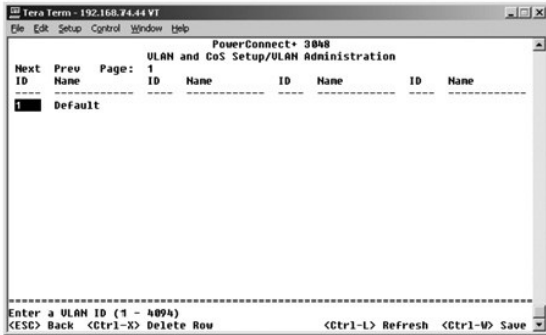 Tera Term - 192.168.74.44 VT
File Edit Setup Control Window Help
PowerConnect+ 3048
VLAN and CoS Setup/VLAN Administration
Next Prev Page: 1
ID Name ID Name ID Name ID Name
---- ------------ ---- ------------ ---- ------------ ---- ------------
1 Default
Enter a VLAN ID (1 - 4094)
<ESC> Back <Ctrl-X> Delete Row <Ctrl-L> Refresh <Ctrl-W> Save